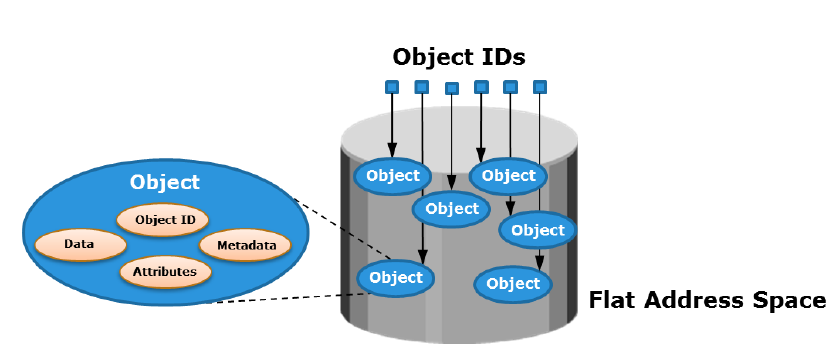 Object IDs
Object
Object
Object
Object
Object
Object ID
Data
Metadata
Attributes
Object
Object
Flat Address Space